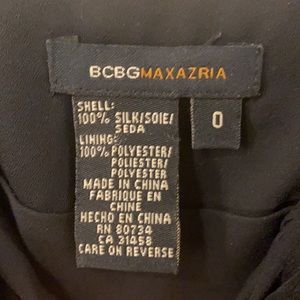 BCBGMAXAZRIA
0
SHELL:
100% SILK/SOIE/
SEDA
LINING:
100% POLYESTER/
POLIESTER/
POLYESTER
MADE IN CHINA
FABRIQUE EN
CHINE
HECHO EN CHINA
RN 80734
CA 31458
CARE ON REVERSE